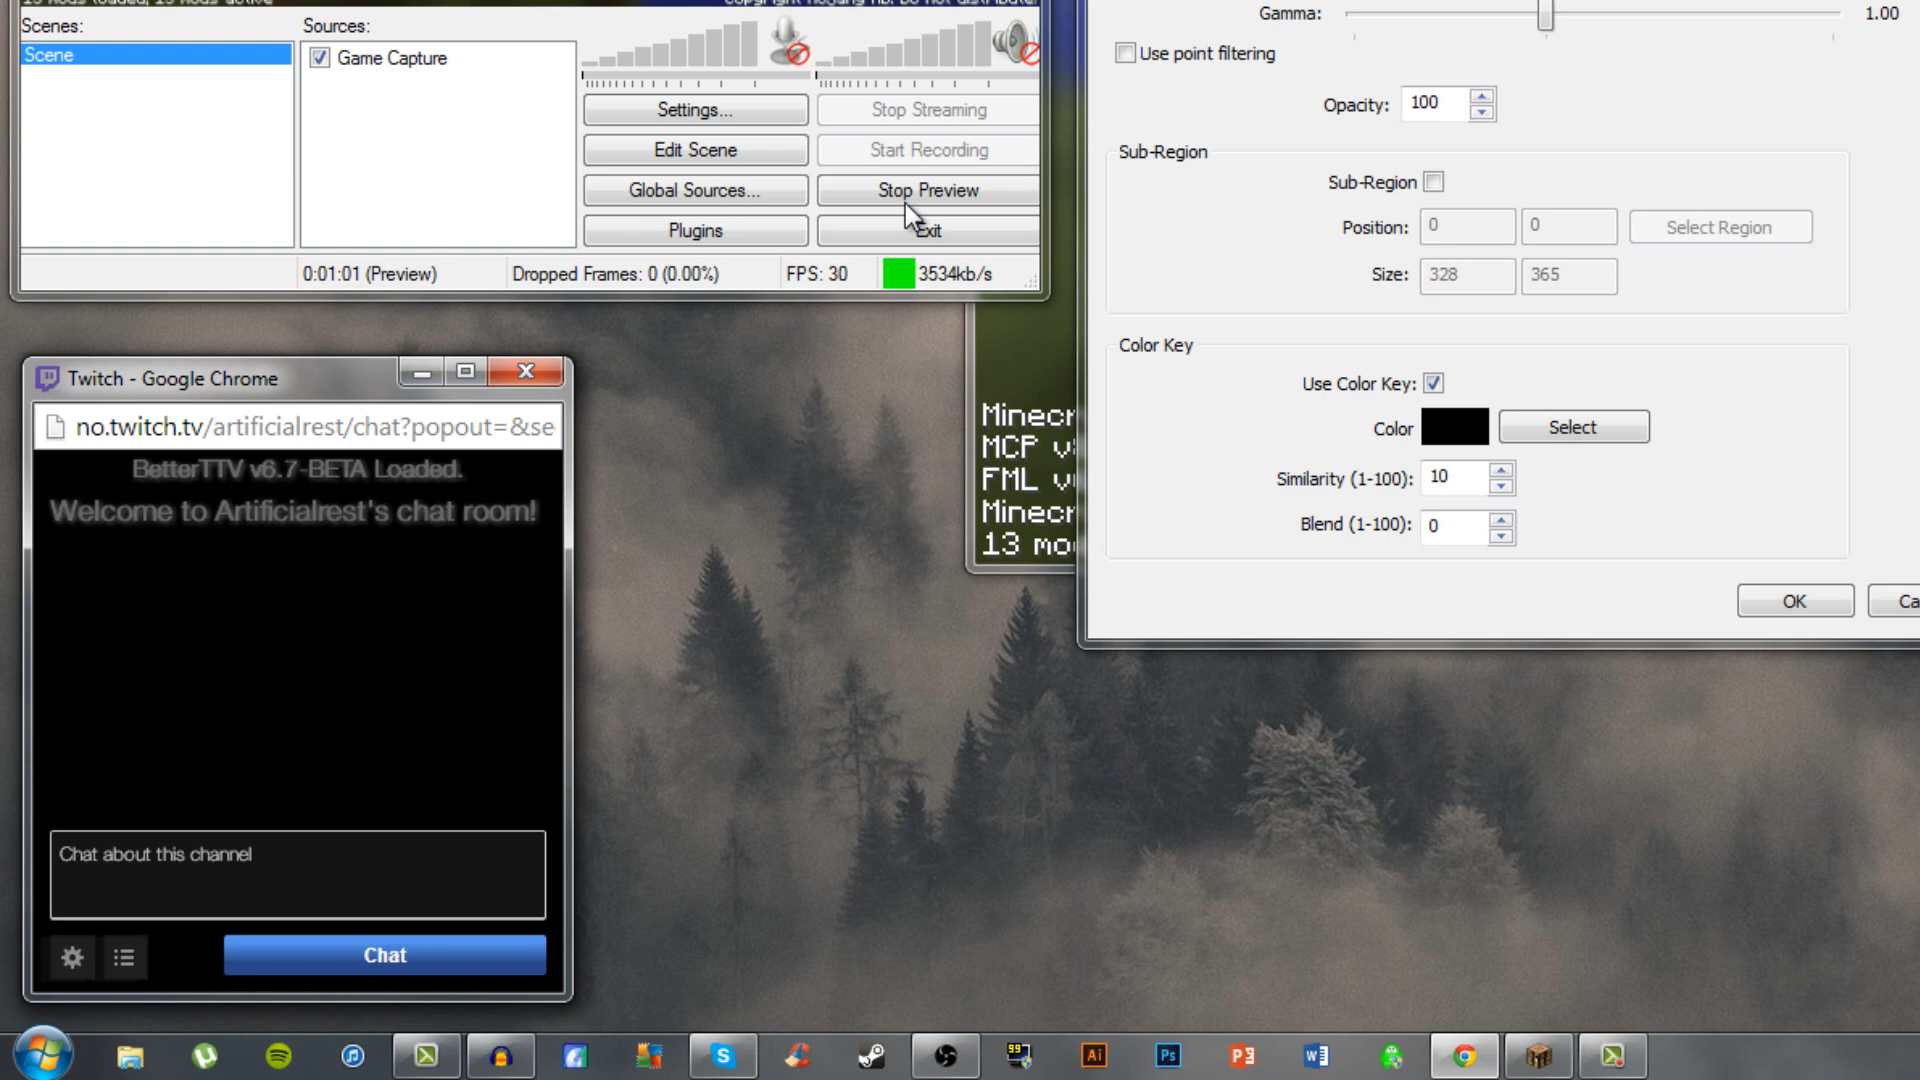 Scenes:
Sources:
Scene
Game Capture
Settings...
Stop Streaming
Edit Scene
Start Recording
Global Sources...
Stop Preview
Plugins
Exit
0:01:01 (Preview)
Dropped Frames: 0 (0.00%)
FPS: 30
3534kb/s
Gamma:
1.00
Use point filtering
Opacity:
100
Sub-Region
Sub-Region
Position:
0
0
Select Region
Size:
328
365
Color Key
Use Color Key:
Color
Select
Similarity (1-100):
10
Blend (1-100):
0
OK
Ca
Minecr
MCP v
FML v
Minecr
13 mo
Twitch - Google Chrome
no.twitch.tv/artificialrest/chat?popout=&se
BetterTTV v6.7-BETA Loaded.
Welcome to Artificialrest's chat room!
Chat about this channel
Chat
99
Ai
Ps